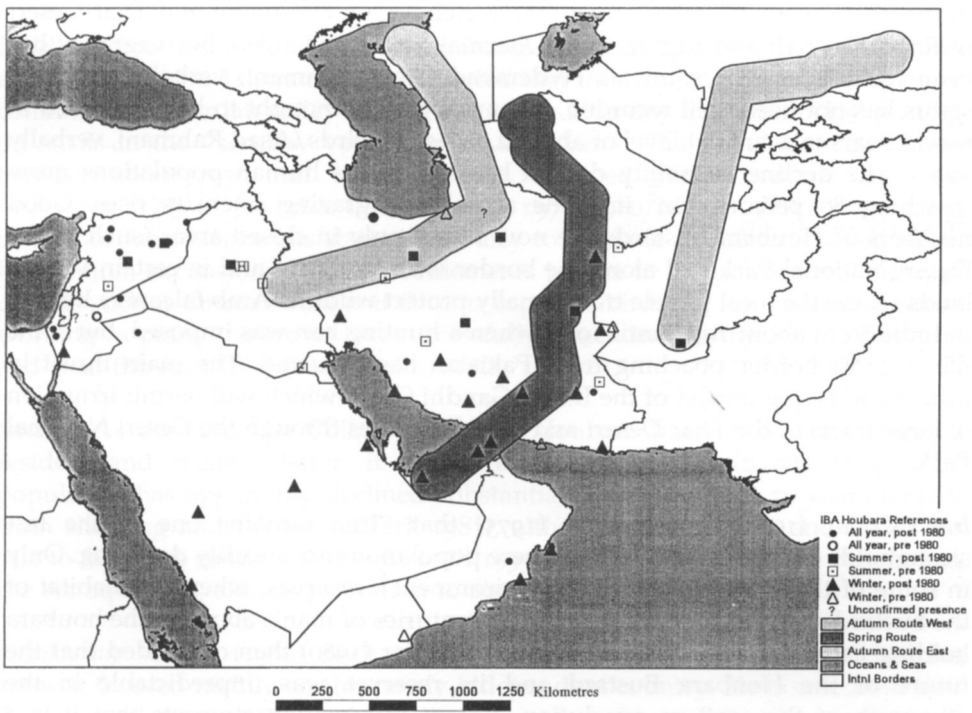 ?
IBA Houbara References
All year, post 1980
All year, pre 1980
Summer, post 1980
Summer, pre 1980
Winter, post 1980
Winter, pre 1980
? Unconfirmed presence
Autumn Route West
Spring Route
Autumn Route East
Oceans & Seas
Intnl Borders
0 250 500 750 1000 1250 Kilometres